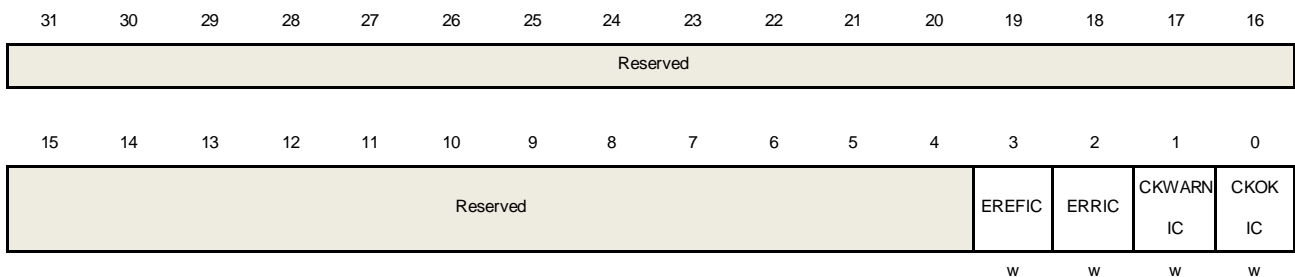 31 30 29 28 27 26 25 24 23 22 21 20 19 18 17 16
Reserved
15 14 13 12 11 10 9 8 7 6 5 4 3 2 1 0
Reserved EREFIC ERRIC CKWARN IC CKOK IC
w w w w